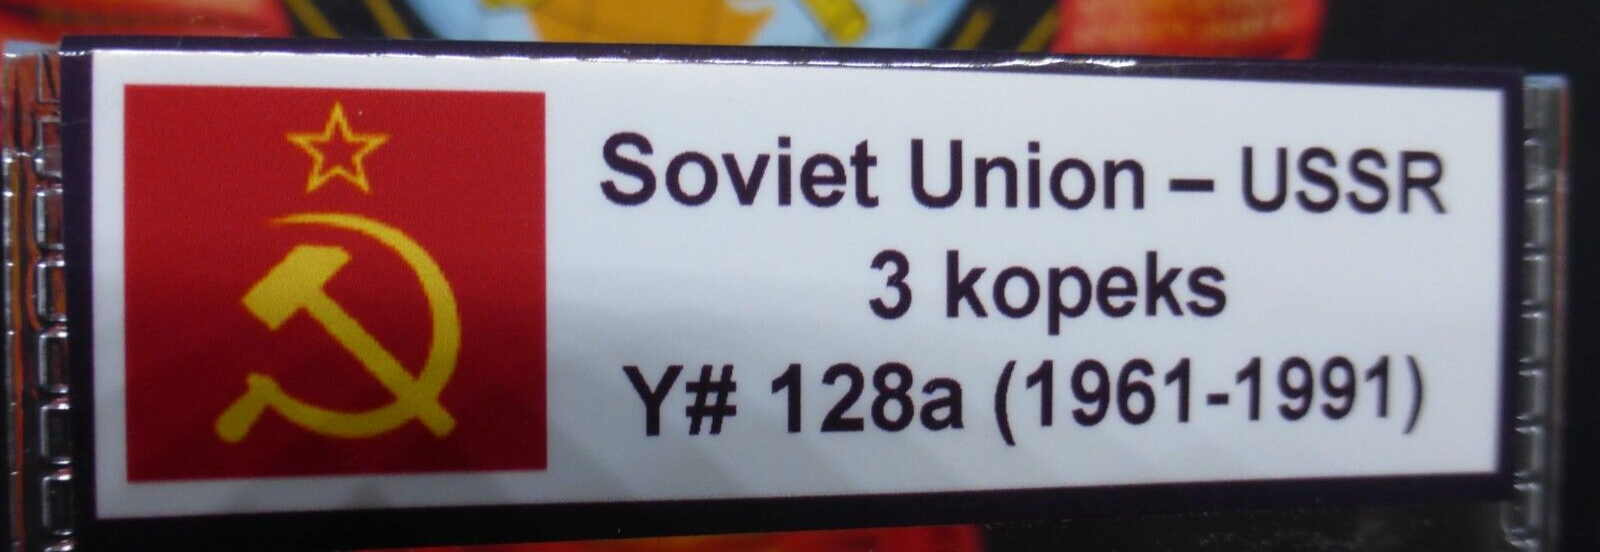 Soviet Union – USSR
3 kopeks
Y# 128a (1961-1991)